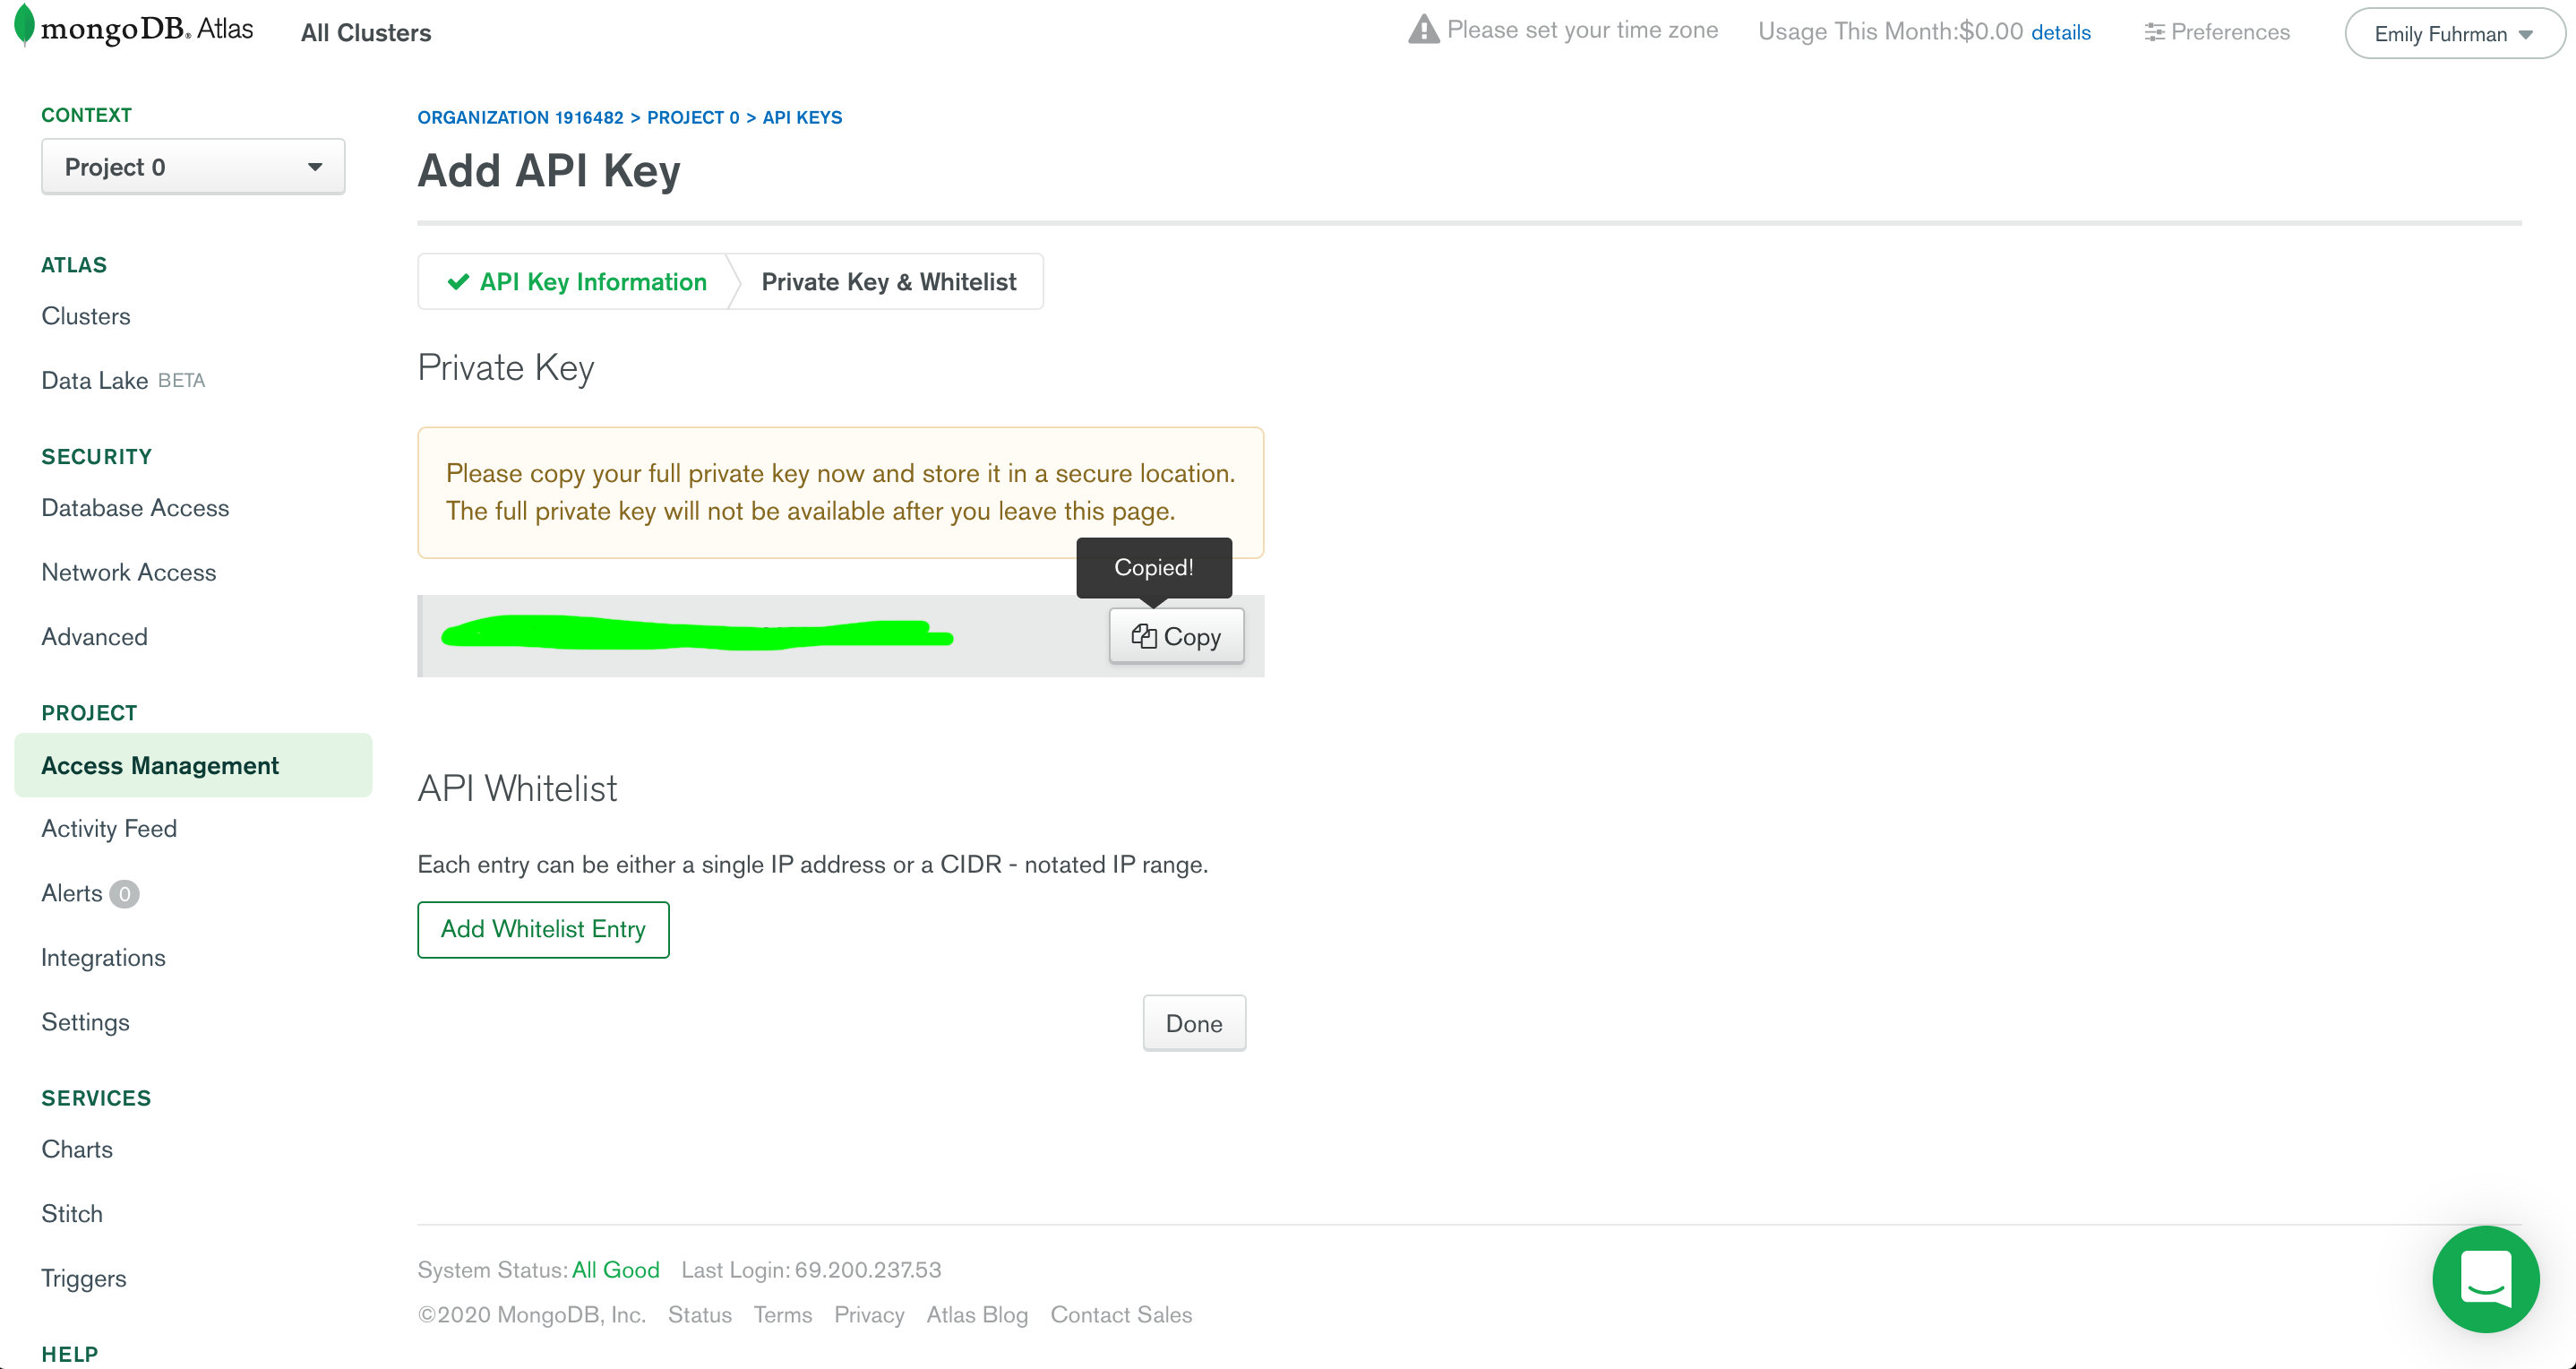 mongoDB. Atlas
All Clusters
Please set your time zone
Usage This Month:$0.00 details
Preferences
Emily Fuhrman
CONTEXT
Project 0
ATLAS
Clusters
Data Lake BETA
SECURITY
Database Access
Network Access
Advanced
PROJECT
Access Management
Activity Feed
Alerts 0
Integrations
Settings
SERVICES
Charts
Stitch
Triggers
HELP
ORGANIZATION 1916482 > PROJECT 0 > API KEYS
Add API Key
API Key Information
Private Key & Whitelist
Private Key
Please copy your full private key now and store it in a secure location.
The full private key will not be available after you leave this page.
Copied!
Copy
API Whitelist
Each entry can be either a single IP address or a CIDR - notated IP range.
Add Whitelist Entry
Done
System Status: All Good Last Login: 69.200.237.53
©2020 MongoDB, Inc. Status Terms Privacy Atlas Blog Contact Sales